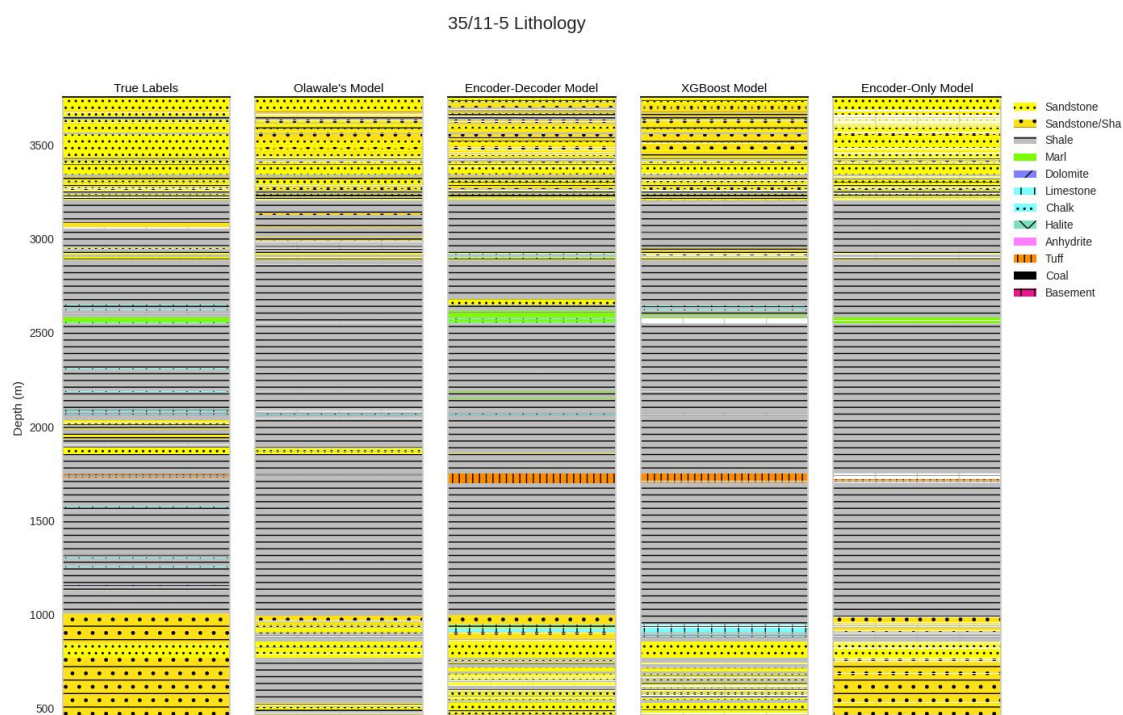 35/11-5 Lithology
True Labels
Olawale's Model
Encoder-Decoder Model
XGBoost Model
Encoder-Only Model
Depth (m)
3500
3000
2500
2000
1500
1000
500
Sandstone
Sandstone/Sha
Shale
Marl
Dolomite
Limestone
Chalk
Halite
Anhydrite
Tuff
Coal
Basement